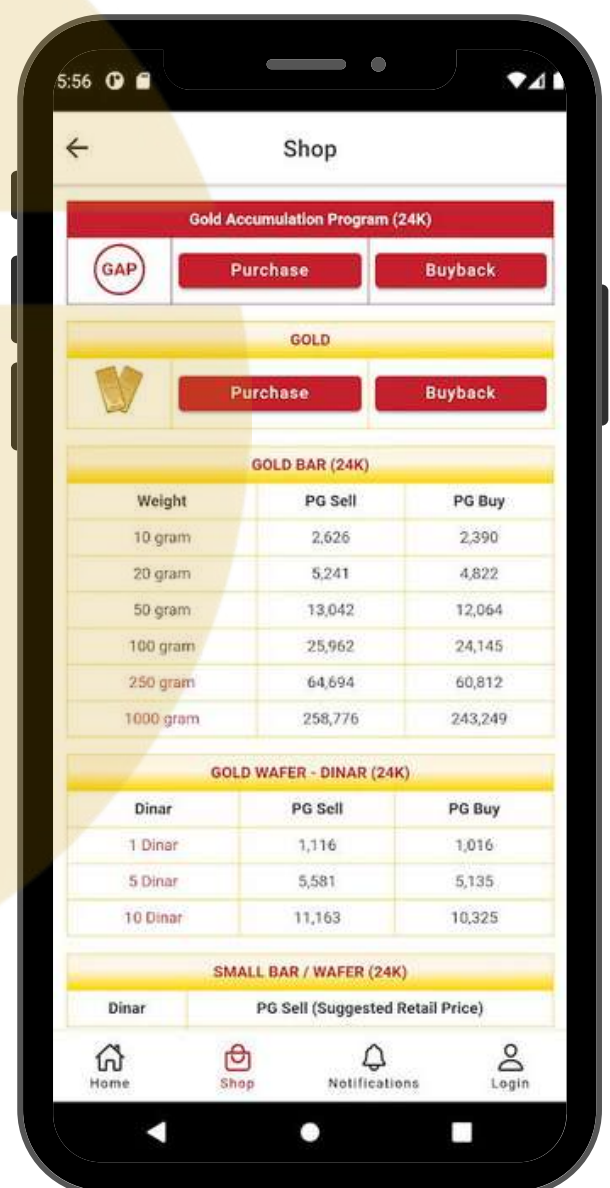 5:56
Shop
Gold Accumulation Program (24K)
GAP Purchase Buyback
GOLD
Purchase Buyback
GOLD BAR (24K)
Weight PG Sell PG Buy
10 gram 2,626 2,390
20 gram 5,241 4,822
50 gram 13,042 12,064
100 gram 25,962 24,145
250 gram 64,694 60,812
1000 gram 258,776 243,249
GOLD WAFER - DINAR (24K)
Dinar PG Sell PG Buy
1 Dinar 1,116 1,016
5 Dinar 5,581 5,135
10 Dinar 11,163 10,325
SMALL BAR / WAFER (24K)
Dinar PG Sell (Suggested Retail Price)
Home Shop Notifications Login